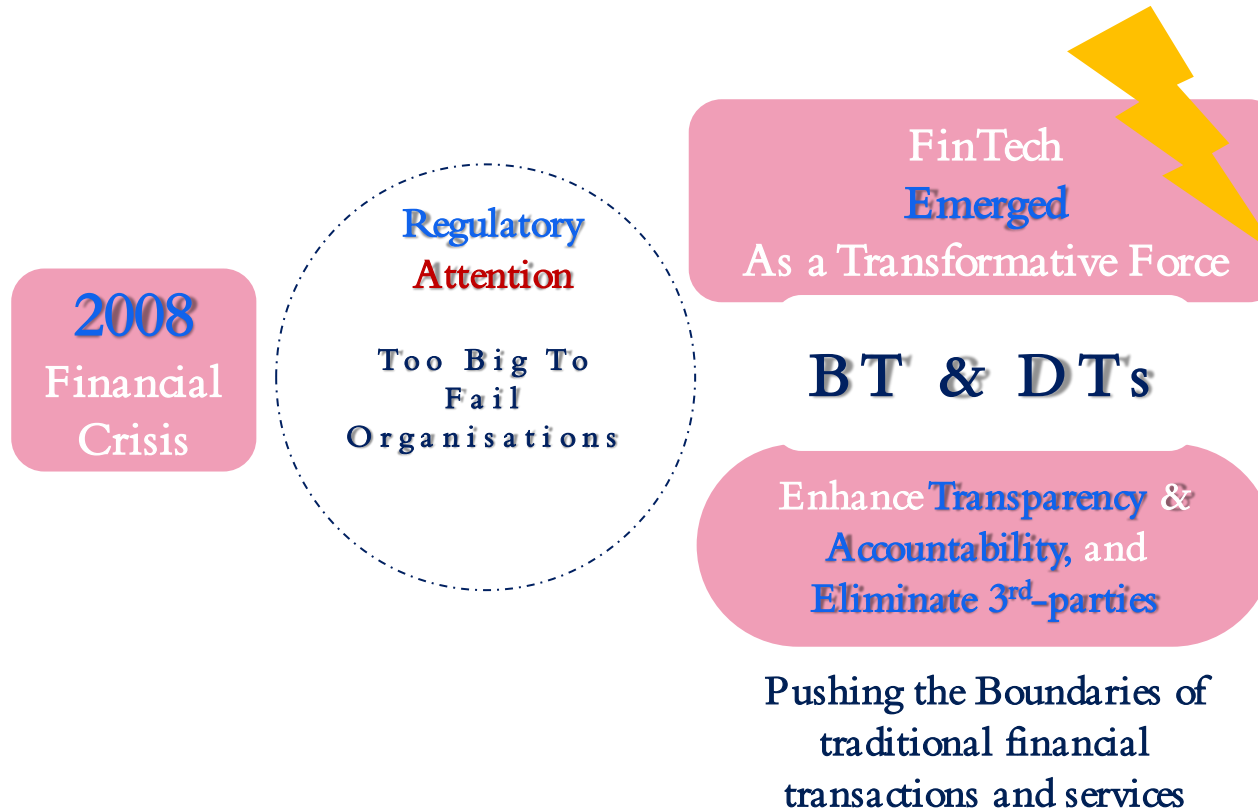 2008
Financial
Crisis
Regulatory
Attention
Too Big To
Fail
Organisations
FinTech
Emerged
As a Transformative Force
BT & DTs
Enhance Transparency &
Accountability, and
Eliminate 3rd-parties
Pushing the Boundaries of
traditional financial
transactions and services